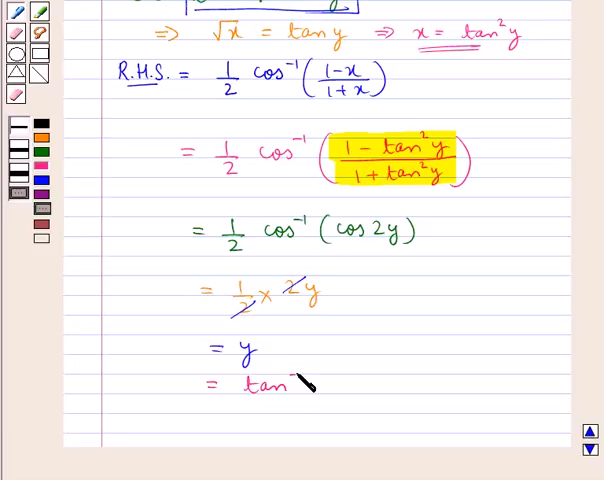 ⇒ √x = tan y ⇒ x = tan²y
R.H.S. = 1/2 cos⁻¹ ( (1-x)/(1+x) )
= 1/2 cos⁻¹ ( (1 - tan²y)/(1 + tan²y) )
= 1/2 cos⁻¹ ( cos 2y )
= 1/2 × 2y
= y
= tan⁻